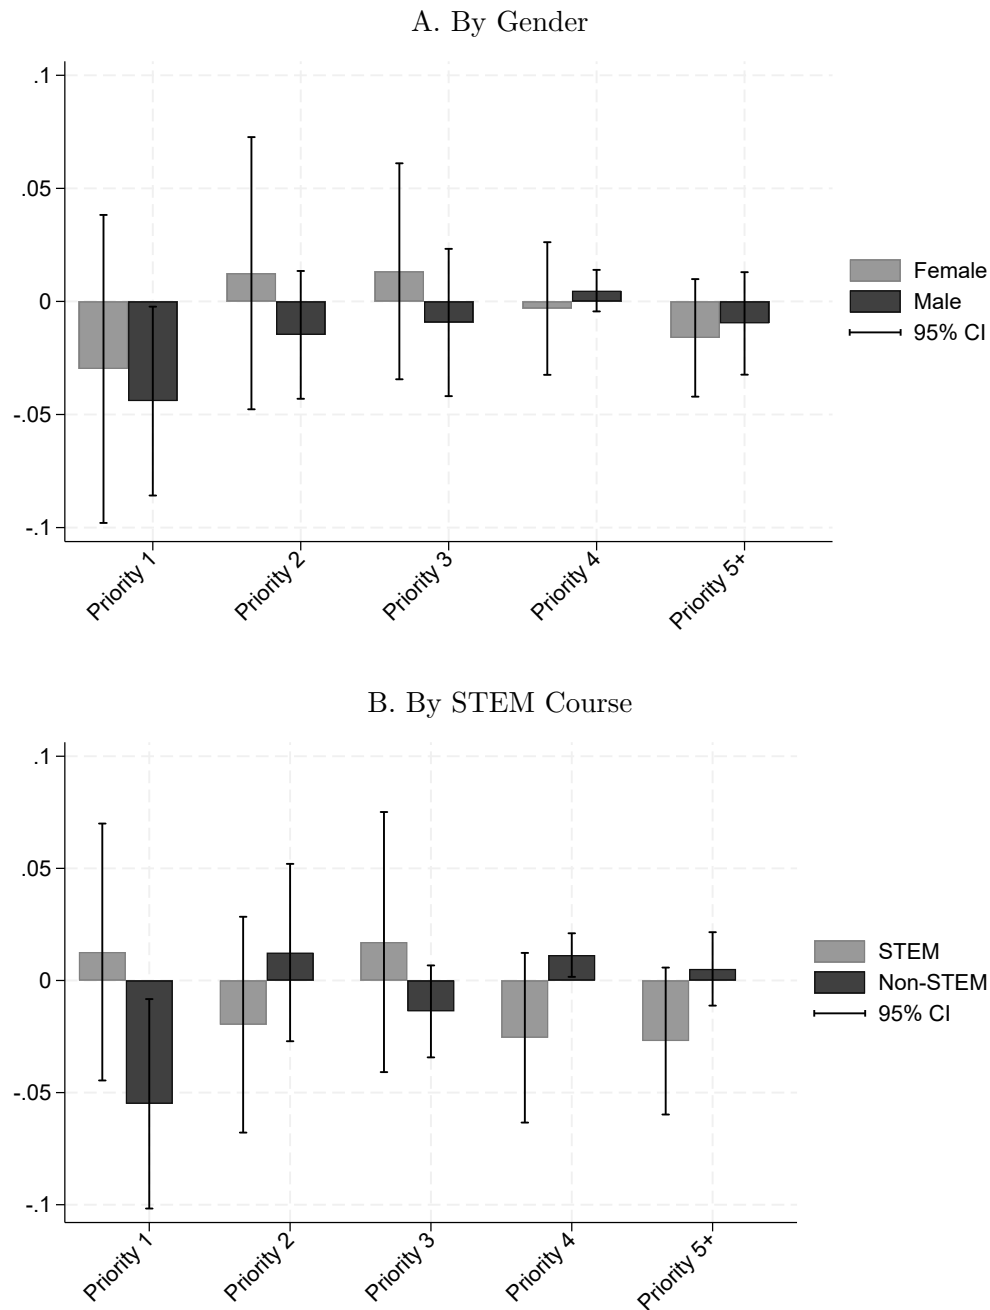 A. By Gender
.1
.05
0
-.05
-.1
Priority 1
Priority 2
Priority 3
Priority 4
Priority 5+
Female
Male
95% CI
B. By STEM Course
.1
.05
0
-.05
-.1
Priority 1
Priority 2
Priority 3
Priority 4
Priority 5+
STEM
Non-STEM
95% CI